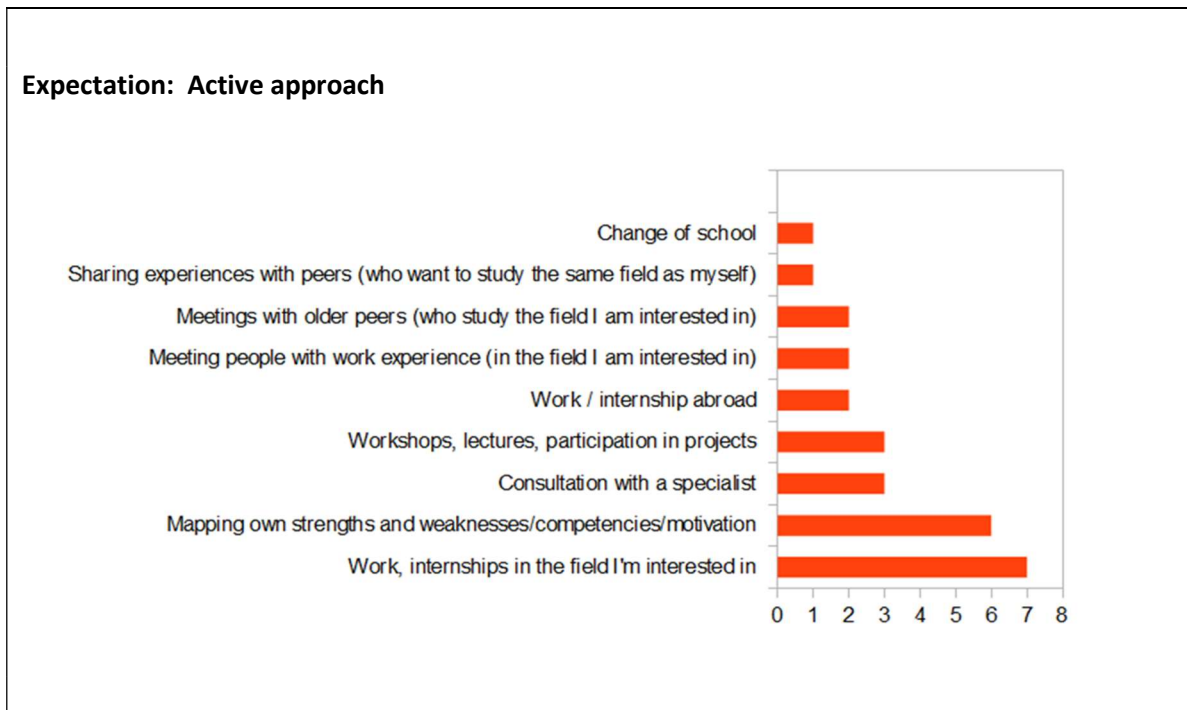 Expectation:  Active approach
Change of school
Sharing experiences with peers (who want to study the same field as myself)
Meetings with older peers (who study the field I am interested in)
Meeting people with work experience (in the field I am interested in)
Work / internship abroad
Workshops, lectures, participation in projects
Consultation with a specialist
Mapping own strengths and weaknesses/competencies/motivation
Work, internships in the field I'm interested in
0 1 2 3 4 5 6 7 8